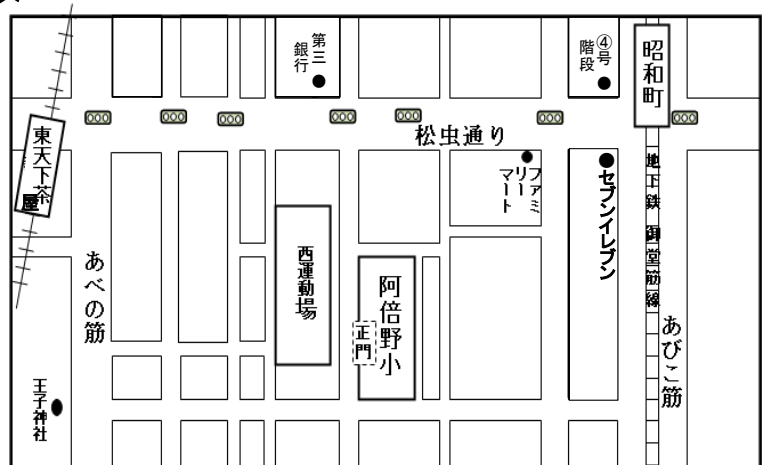 第三
銀行
④号
階段
昭和町
松虫通り
東天下茶
屋
ファミ
リー
マート
セブンイレブン
地下鉄 御堂筋線
あべの筋
西運動場
阿倍野小
正門
あびこ筋
王子神社